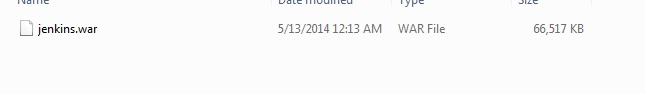 Name Date modified Type Size
jenkins.war 5/13/2014 12:13 AM WAR File 66,517 KB